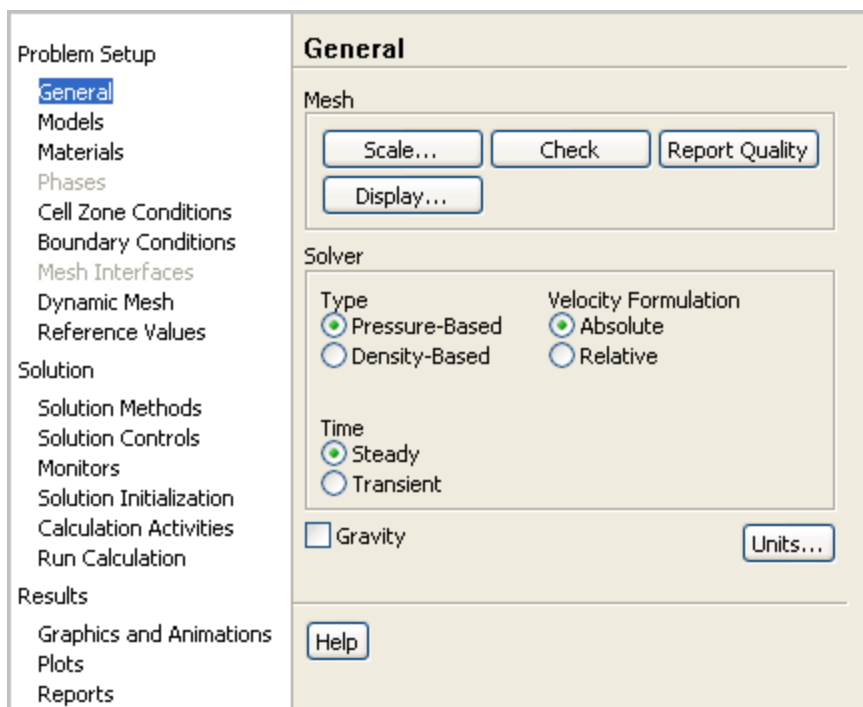 Problem Setup
General
Models
Materials
Phases
Cell Zone Conditions
Boundary Conditions
Mesh Interfaces
Dynamic Mesh
Reference Values
Solution
Solution Methods
Solution Controls
Monitors
Solution Initialization
Calculation Activities
Run Calculation
Results
Graphics and Animations
Plots
Reports
General
Mesh
Scale... Check Report Quality
Display...
Solver
Type Velocity Formulation
Pressure-Based Absolute
Density-Based Relative
Time
Steady
Transient
Gravity Units...
Help